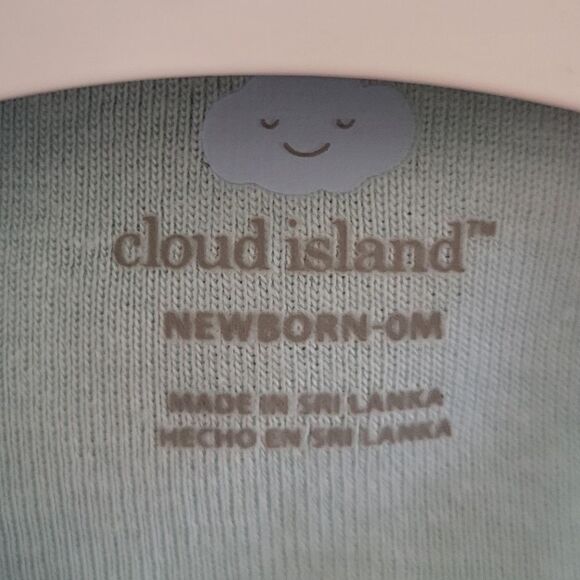 cloud island™
NEWBORN-0M
MADE IN SRI LANKA
HECHO EN SRI LANKA